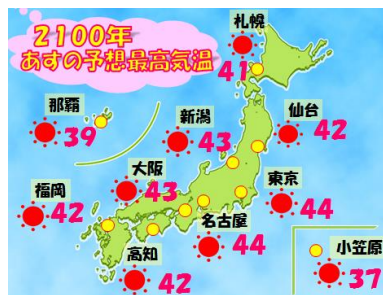 2100年
あすの予想最高気温
札幌
41
那覇
39
新潟
43
仙台
42
大阪
43
福岡
42
東京
44
名古屋
44
高知
42
小笠原
37